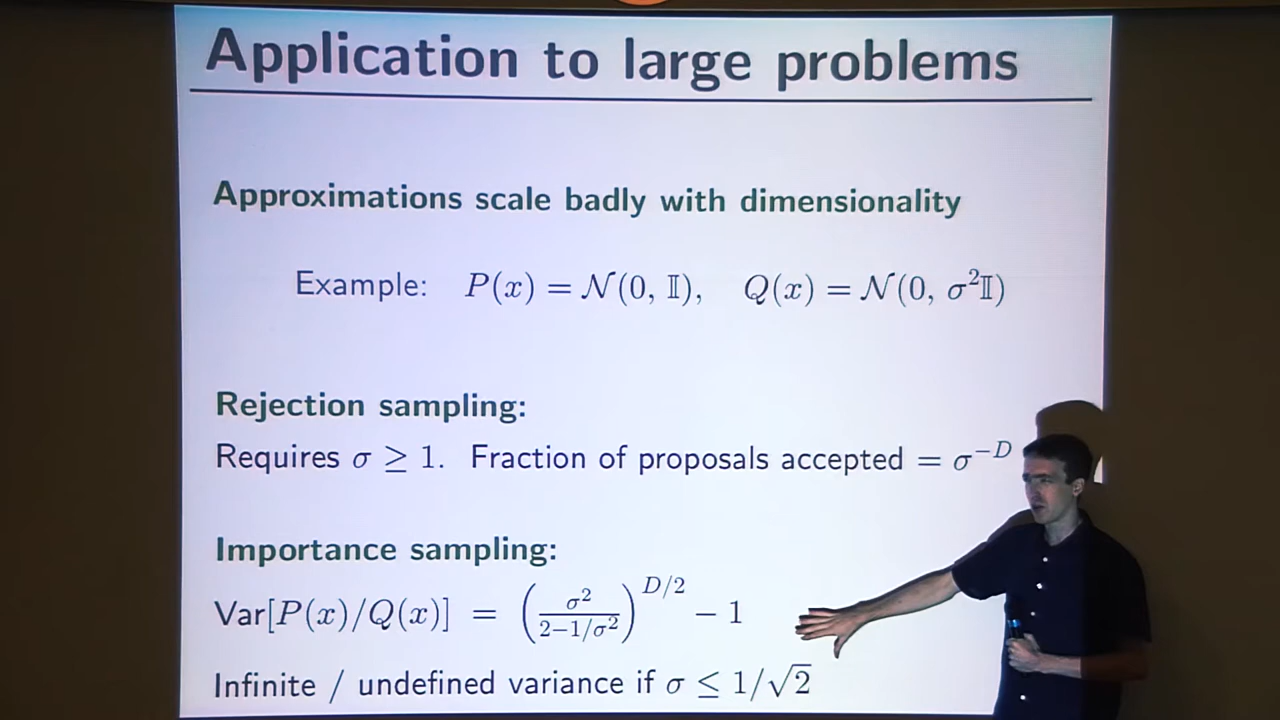 Application to large problems
Approximations scale badly with dimensionality
Example: P(x) = 𝒩(0, 𝕀), Q(x) = 𝒩(0, σ²𝕀)
Rejection sampling:
Requires σ ≥ 1. Fraction of proposals accepted = σ^{−D}
Importance sampling:
Var[P(x)/Q(x)] = (σ²/(2−1/σ²))^{D/2} − 1
Infinite / undefined variance if σ ≤ 1/√2